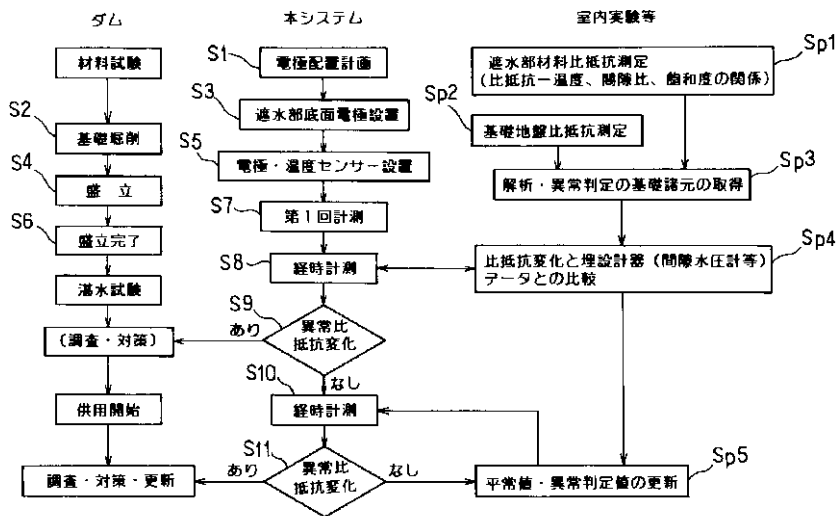 ダム
材料試験
S2
基礎堀削
S4
盛 立
S6
盛立完了
湛水試験
(調査・対策)
供用開始
調査・対策・更新
本システム
S1
電極配置計画
S3
遮水部底面電極設置
S5
電極・温度センサー設置
S7
第1回計測
S8
経時計測
S9
異常比
抵抗変化
あり
なし
S10
経時計測
S11
異常比
抵抗変化
あり
なし
室内実験等
Sp1
遮水部材料比抵抗測定
(比抵抗ー温度、間隙比、飽和度の関係)
Sp2
基礎地盤比抵抗測定
Sp3
解析・異常判定の基礎諸元の取得
Sp4
比抵抗変化と埋設計器(間隙水圧計等)
データとの比較
Sp5
平常値・異常判定値の更新